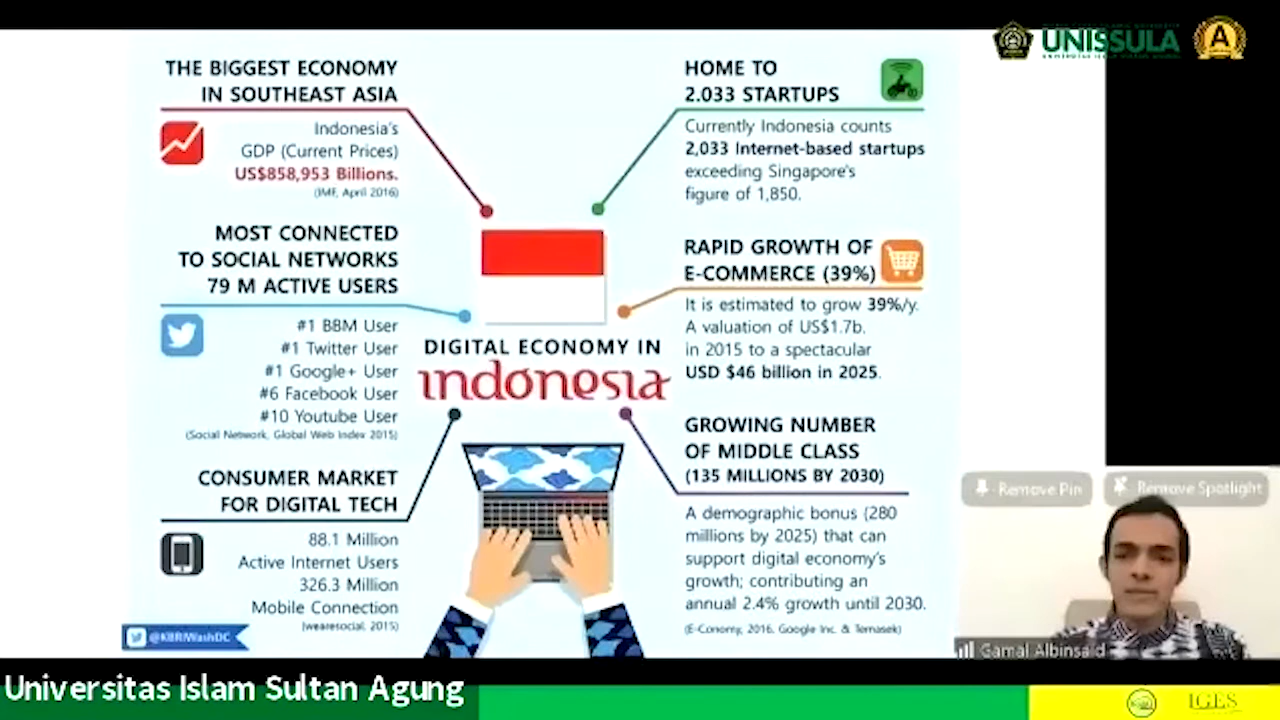 UNISSULA
A
THE BIGGEST ECONOMY
IN SOUTHEAST ASIA
Indonesia's
GDP (Current Prices)
US$858,953 Billions.
(IMF, April 2016)
MOST CONNECTED
TO SOCIAL NETWORKS
79 M ACTIVE USERS
#1 BBM User
#1 Twitter User
#1 Google+ User
#6 Facebook User
#10 Youtube User
(Social Network, Global Web Index 2015)
CONSUMER MARKET
FOR DIGITAL TECH
88.1 Million
Active Internet Users
326.3 Million
Mobile Connection
(wearesocial, 2015)
@KBRIWashDC
DIGITAL ECONOMY IN
indonesia
HOME TO
2.033 STARTUPS
Currently Indonesia counts
2,033 Internet-based startups
exceeding Singapore's
figure of 1,850.
RAPID GROWTH OF
E-COMMERCE (39%)
It is estimated to grow 39%/y.
A valuation of US$1.7b.
in 2015 to a spectacular
USD $46 billion in 2025.
GROWING NUMBER
OF MIDDLE CLASS
(135 MILLIONS BY 2030)
A demographic bonus (280
millions by 2025) that can
support digital economy's
growth; contributing an
annual 2.4% growth until 2030.
(E-Conomy, 2016, Google Inc. & Temasek)
Remove Pin
Remove Spotlight
Gamal Albinsaid
Universitas Islam Sultan Agung
IGES